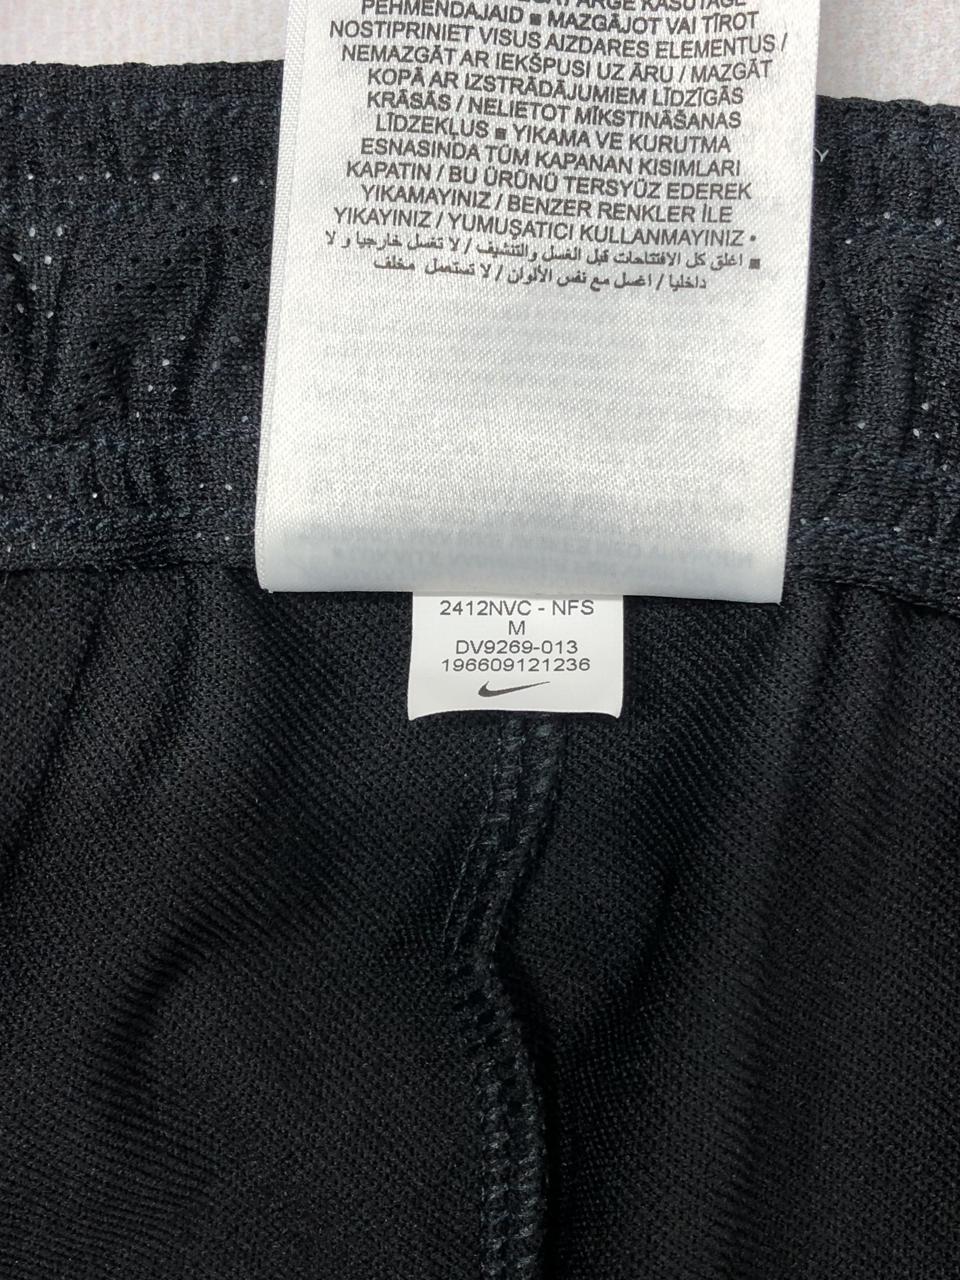 PEHMENDAJAID ■ MAZGĀJOT VAI TĪROT
NOSTIPRINIET VISUS AIZDARES ELEMENTUS /
NEMAZGĀT AR IEKŠPUSI UZ ĀRU / MAZGĀT
KOPĀ AR IZSTRĀDĀJUMIEM LĪDZĪGĀS
KRĀSĀS / NELIETOT MĪKSTINĀŠANAS
LĪDZEKLUS ■ YIKAMA VE KURUTMA
ESNASINDA TÜM KAPANAN KISIMLARI
KAPATIN / BU ÜRÜNÜ TERSYÜZ EDEREK
YIKAMAYINIZ / BENZER RENKLER İLE
YIKAYINIZ / YUMUŞATICI KULLANMAYINIZ •
■ اغلق كل الافتتاحات قبل الغسل والتنشيف / لا تغسل خارجيا و لا
داخليا / اغسل مع نفس الألوان / لا تستعمل مخلف
2412NVC - NFS
M
DV9269-013
196609121236